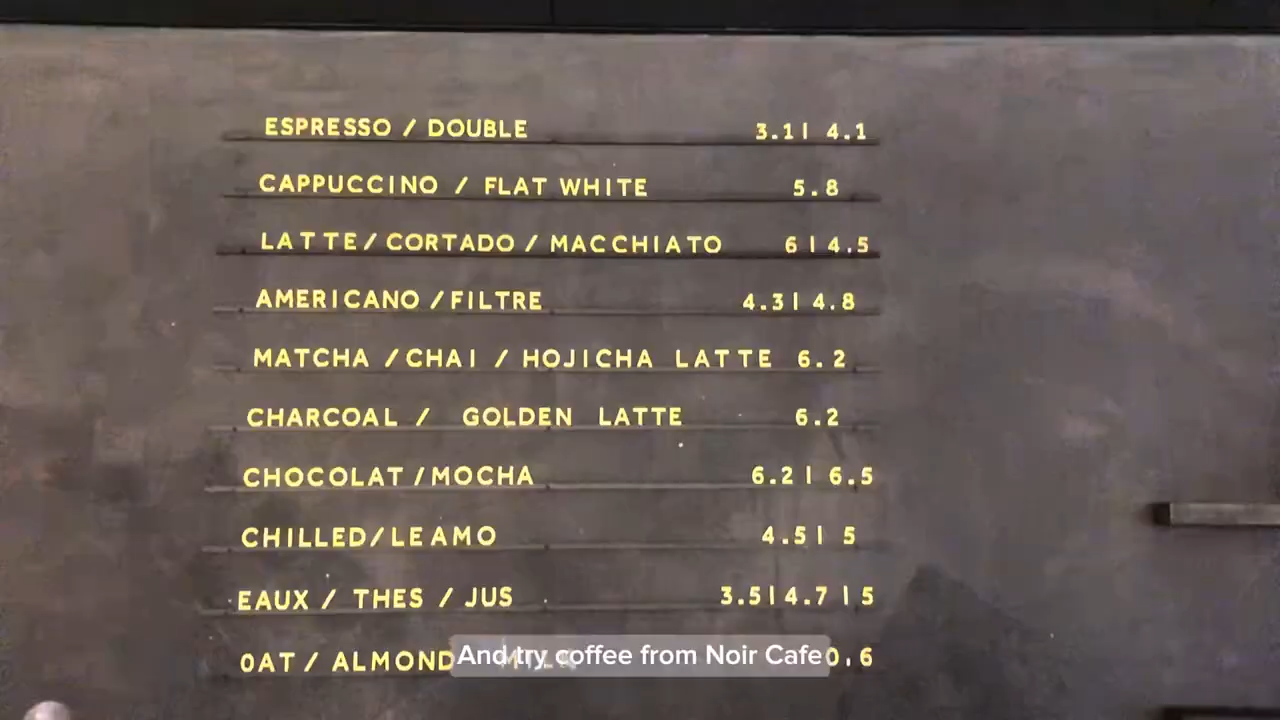 ESPRESSO / DOUBLE 3.1| 4.1
CAPPUCCINO / FLAT WHITE 5.8
LATTE/CORTADO/MACCHIATO 6|4.5
AMERICANO /FILTRE 4.3| 4.8
MATCHA /CHAI / HOJICHA LATTE 6.2
CHARCOAL / GOLDEN LATTE 6.2
CHOCOLAT /MOCHA 6.2| 6.5
CHILLED/LEAMO 4.5| 5
EAUX / THES / JUS 3.5|4.7|5
OAT/ ALMOND MILK 0.6
And try coffee from Noir Cafe